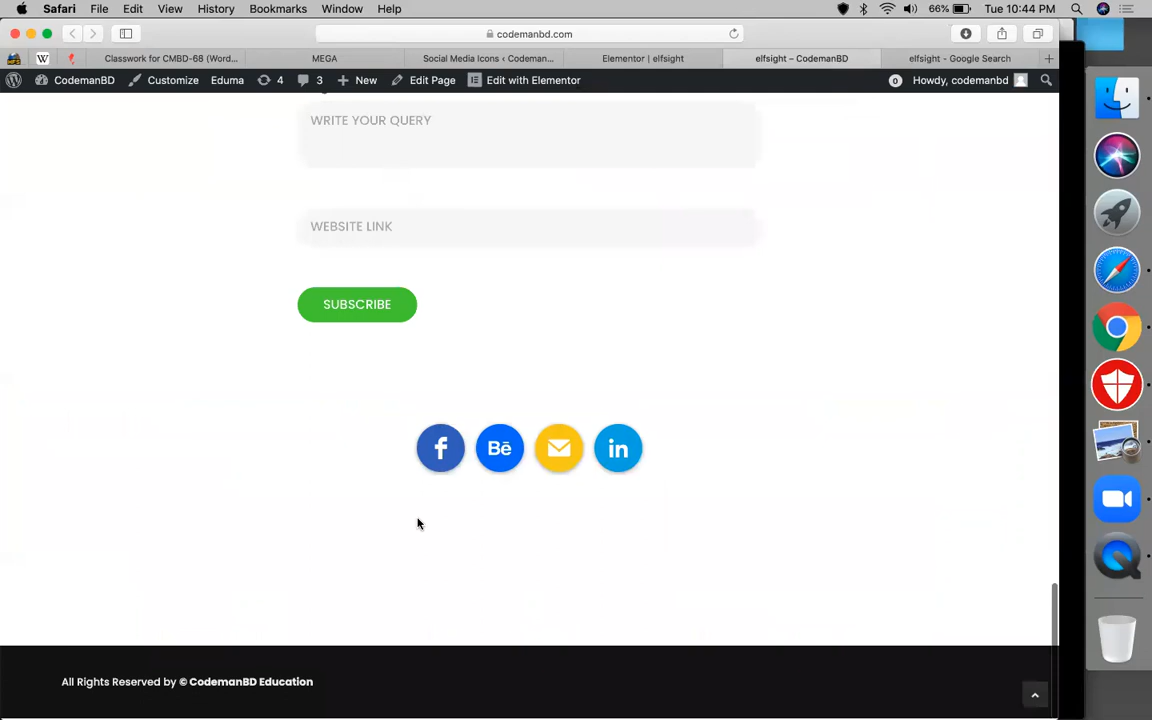 Safari File Edit View History Bookmarks Window Help 66% Tue 10:44 PM
codemanbd.com
W Classwork for CMBD-68 (Word... MEGA Social Media Icons ‹ Codeman... Elementor | elfsight elfsight – CodemanBD elfsight - Google Search
CodemanBD Customize Eduma 4 3 New Edit Page Edit with Elementor 0 Howdy, codemanbd
WRITE YOUR QUERY
WEBSITE LINK
SUBSCRIBE
f Bē in
All Rights Reserved by © CodemanBD Education